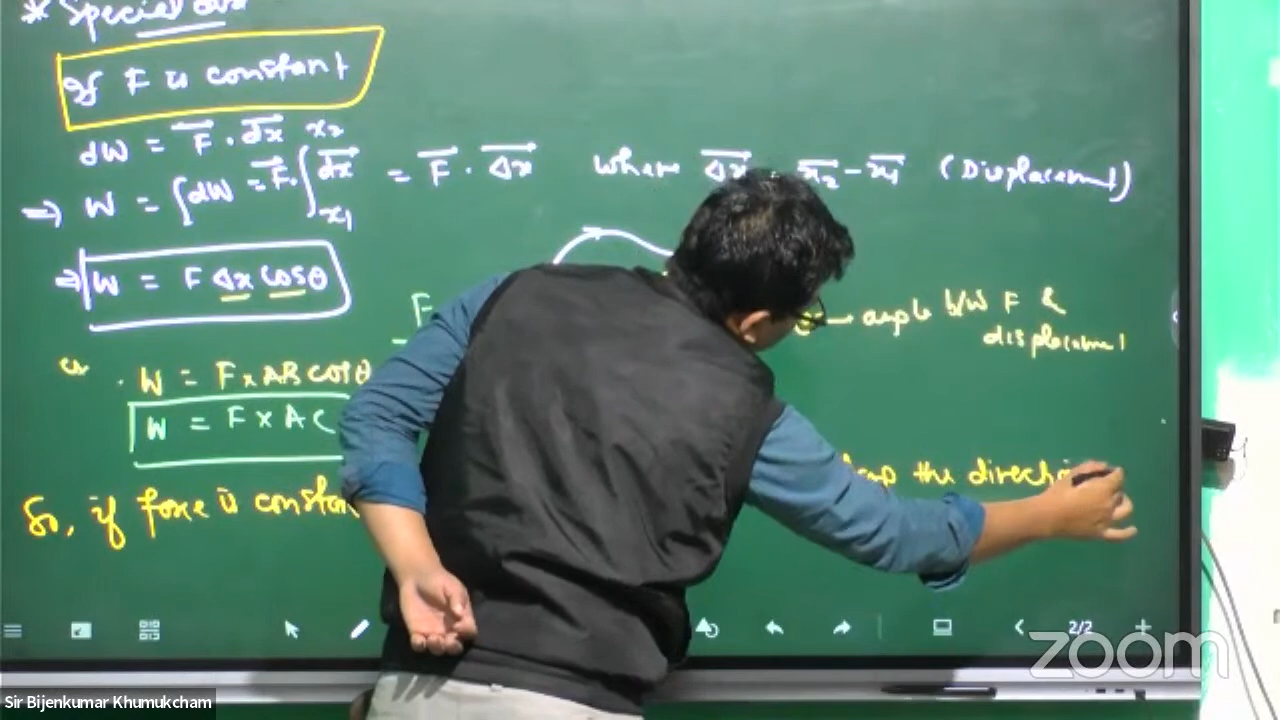 * Special
If F is constant
dW = F . dx
x2
⇒ W = ∫dW = F. ∫ dx = F . Δx where Δx = x2 - x1 (Displacement)
x1
⇒ W = F Δx cosθ
F
θ – angle b/w F &
displacement
or W = F x AB cosθ
W = F x AC
So, if force is constant
the direction
2/2
zoom
Sir Bijenkumar Khumukcham